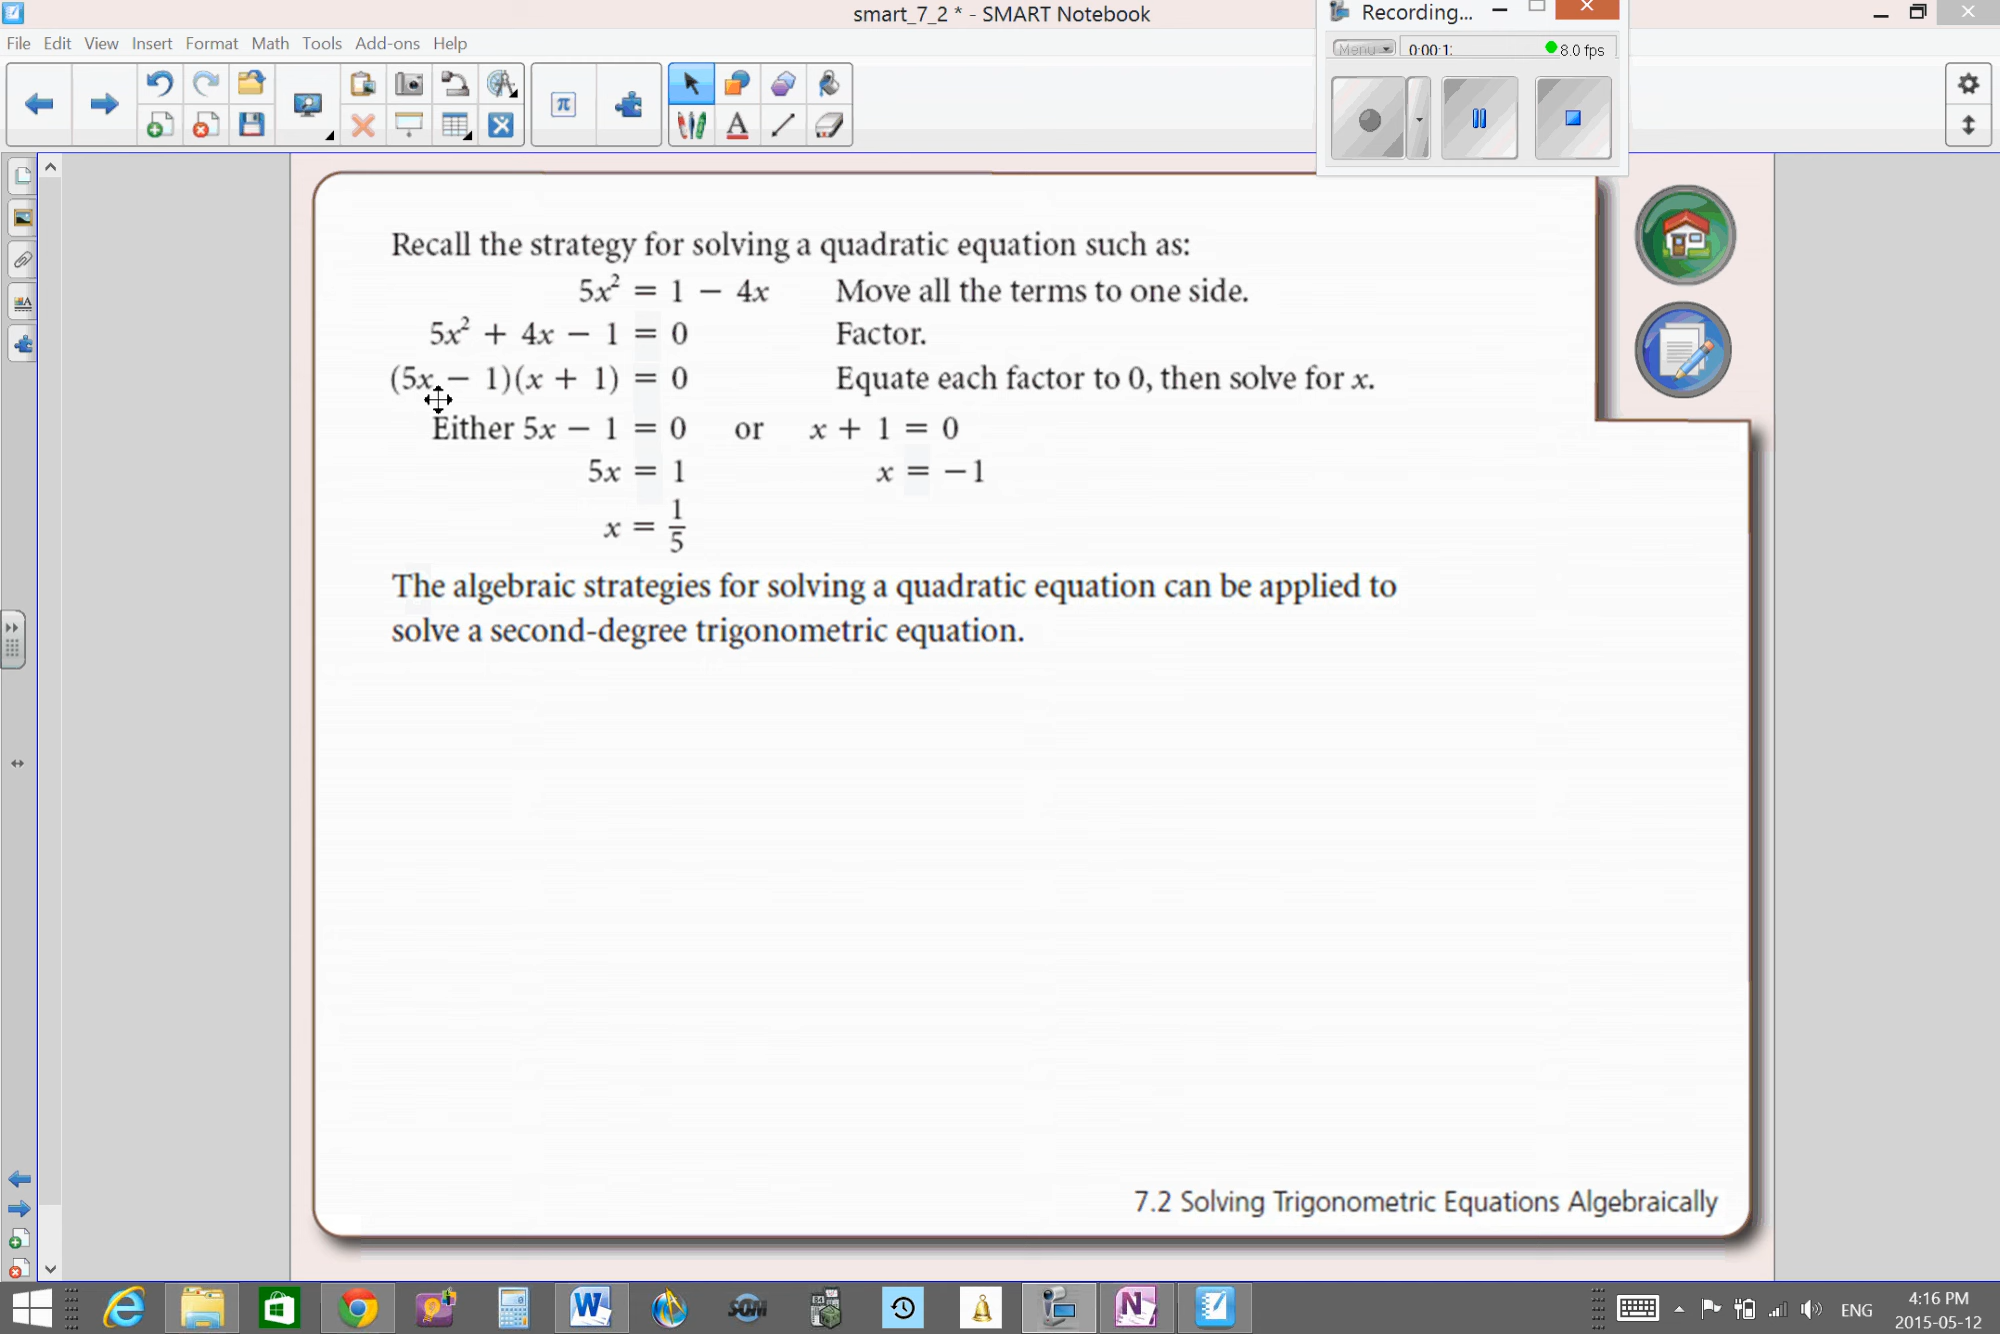 smart_7_2 * - SMART Notebook
Recording...
File Edit View Insert Format Math Tools Add-ons Help
Menu
0:00:1
8.0 fps
π
A
Recall the strategy for solving a quadratic equation such as:
5x² = 1 − 4x Move all the terms to one side.
5x² + 4x − 1 = 0 Factor.
(5x − 1)(x + 1) = 0 Equate each factor to 0, then solve for x.
Either 5x − 1 = 0 or x + 1 = 0
5x = 1 x = −1
x = 1/5
The algebraic strategies for solving a quadratic equation can be applied to
solve a second-degree trigonometric equation.
7.2 Solving Trigonometric Equations Algebraically
ENG
4:16 PM
2015-05-12